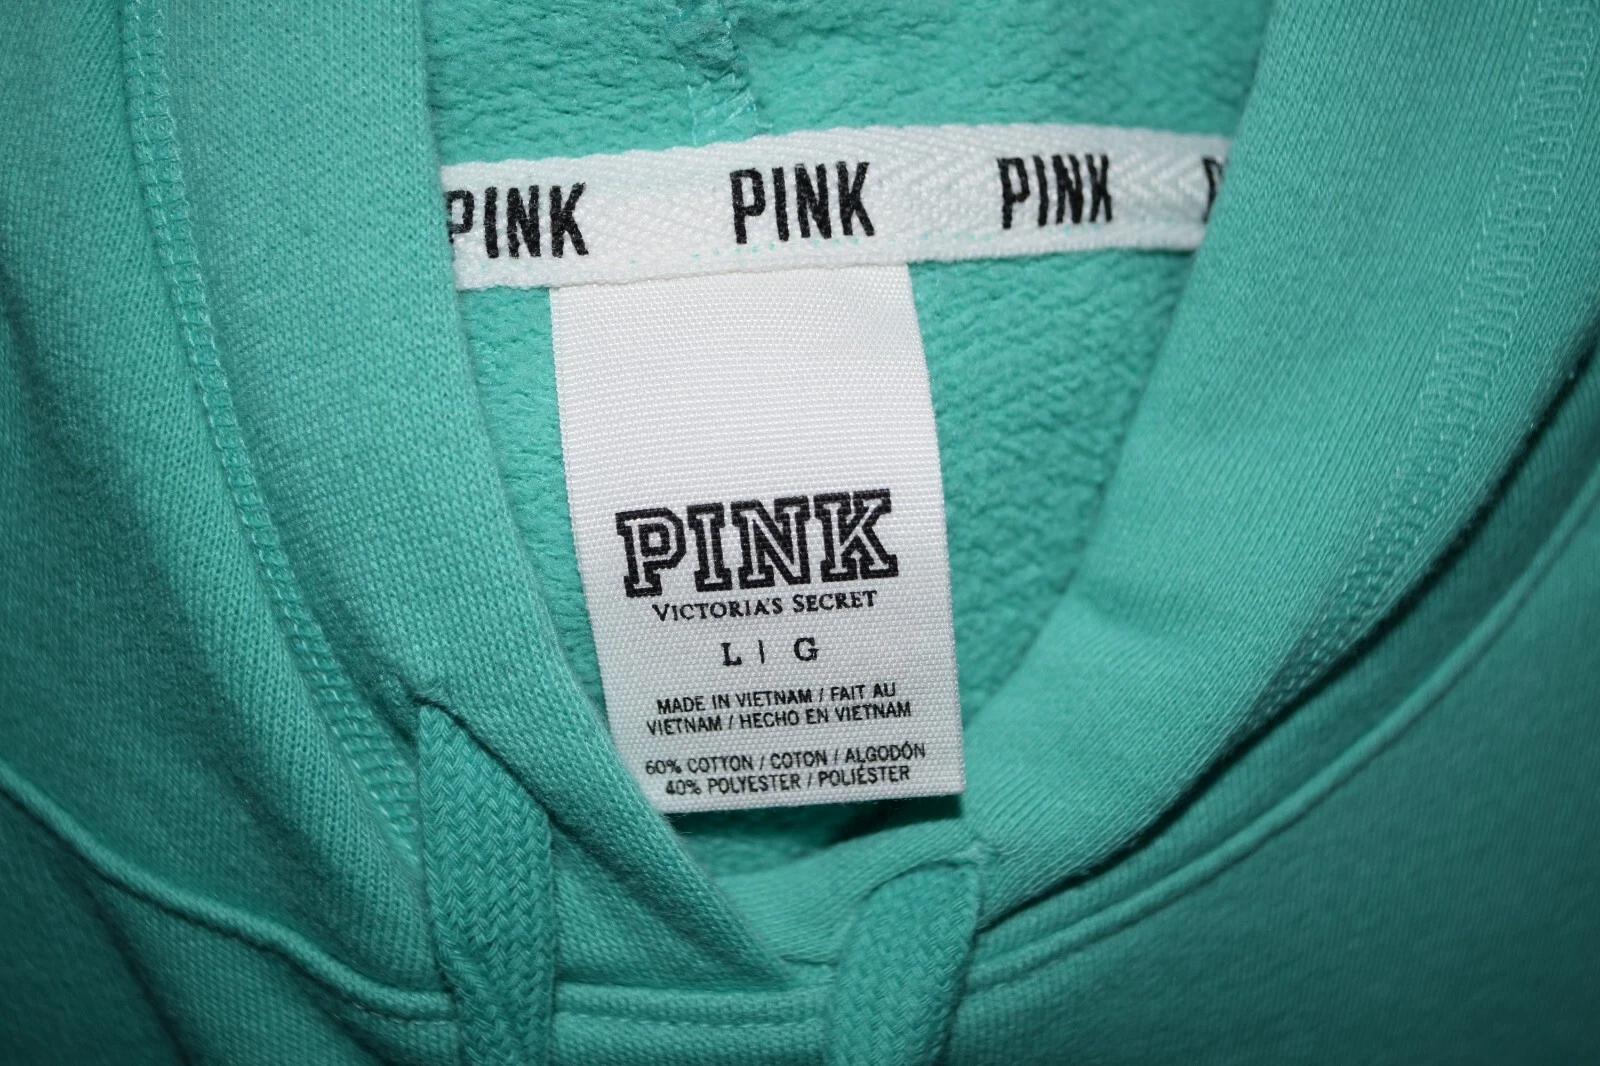 PINK PINK PINK P
PINK
VICTORIA'S SECRET
L | G
MADE IN VIETNAM / FAIT AU
VIETNAM / HECHO EN VIETNAM
60% COTTON / COTON / ALGODÓN
40% POLYESTER / POLIÉSTER